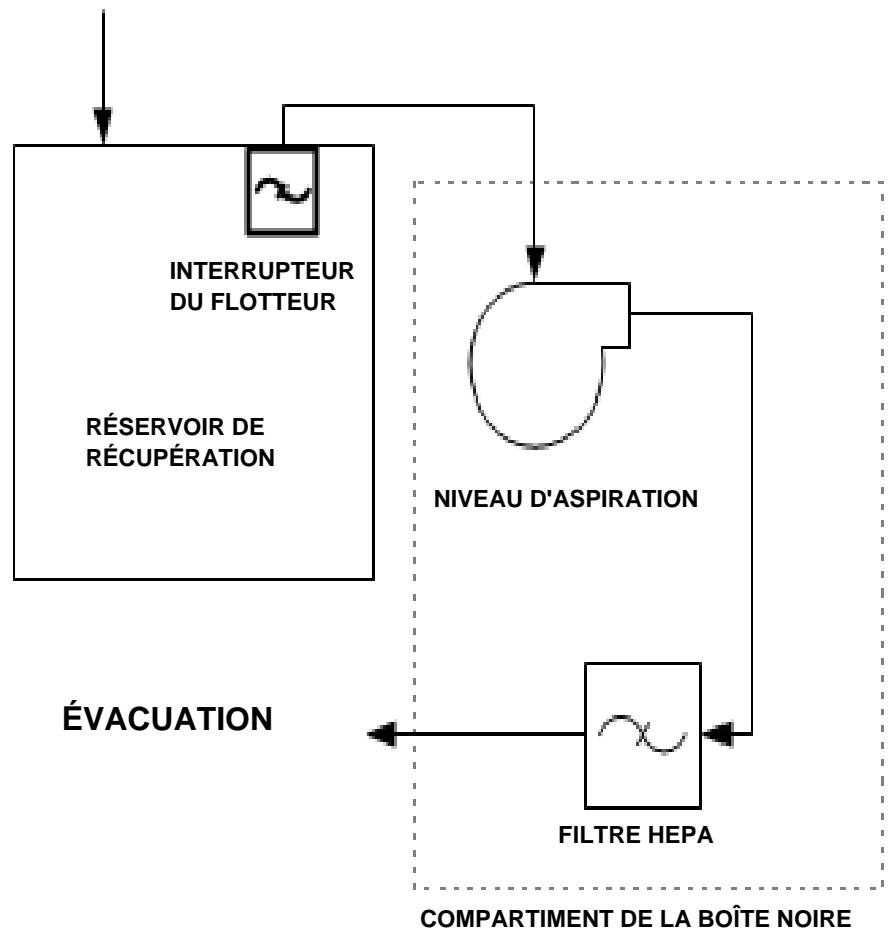 INTERRUPTEUR
DU FLOTTEUR
RÉSERVOIR DE
RÉCUPÉRATION
NIVEAU D'ASPIRATION
ÉVACUATION
FILTRE HEPA
COMPARTIMENT DE LA BOÎTE NOIRE